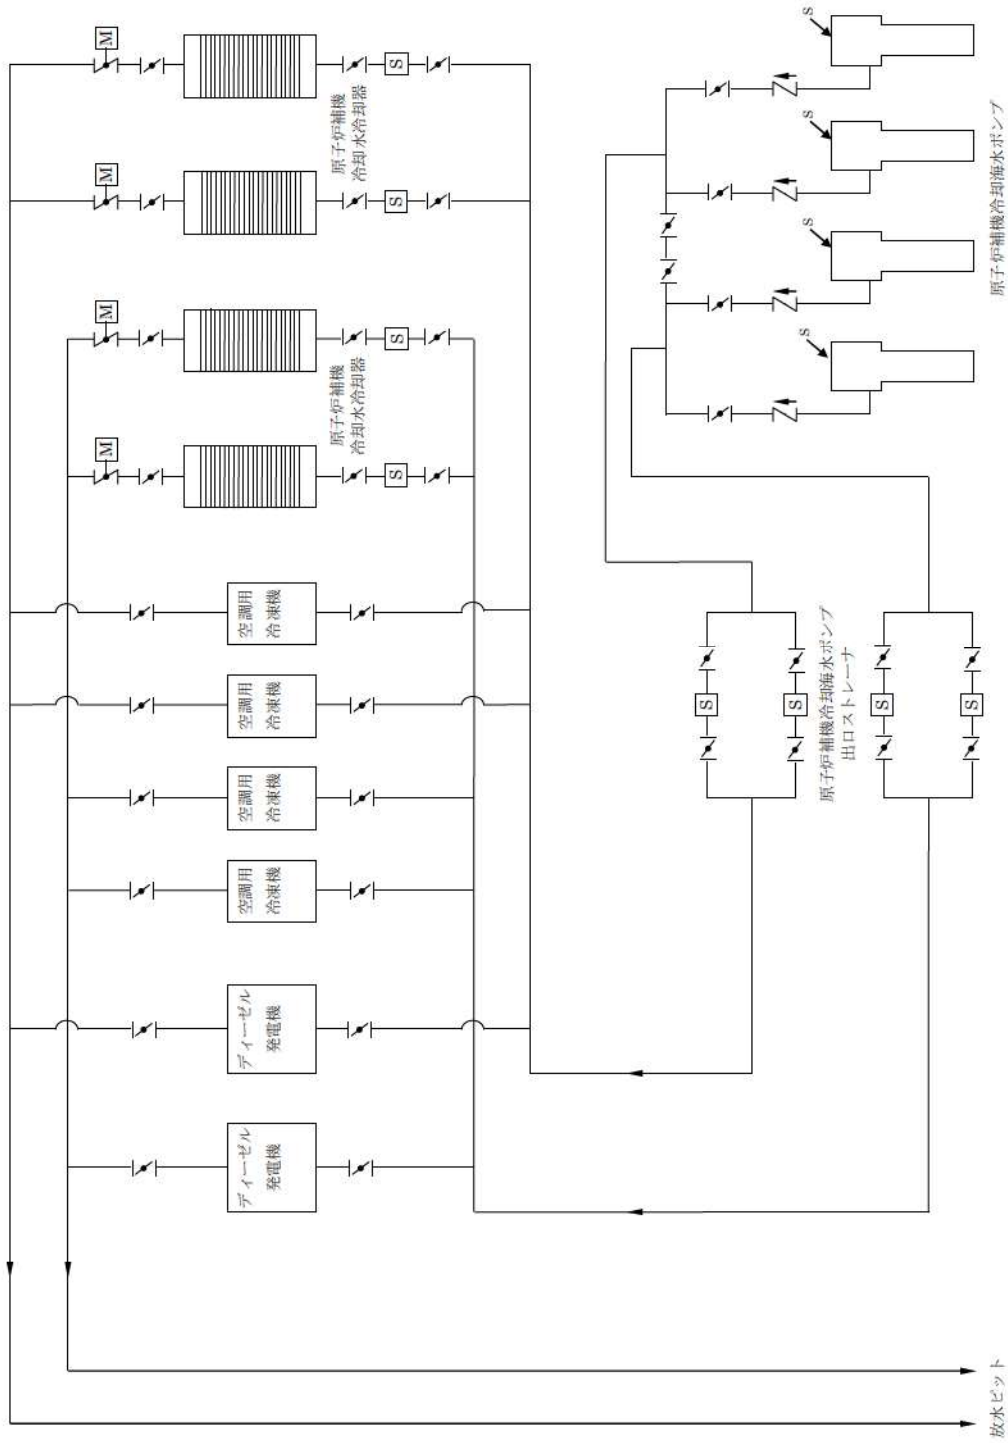 M
M
M
M
ディーゼル
発電機
ディーゼル
発電機
空調用
冷凍機
空調用
冷凍機
空調用
冷凍機
空調用
冷凍機
原子炉補機
冷却水冷却器
原子炉補機
冷却水冷却器
S
S
S
S
S
S
原子炉補機冷却海水ポンプ
出口ストレーナ
S
S
S
S
S
S
原子炉補機冷却海水ポンプ
放水ピット